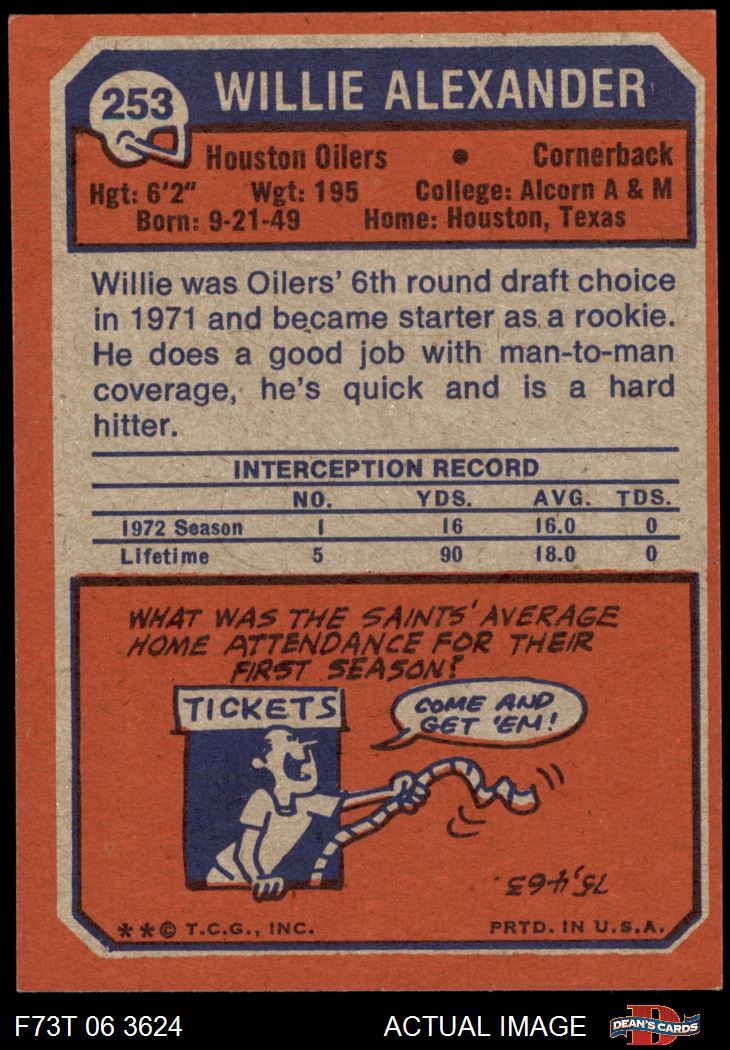 253
WILLIE ALEXANDER
Houston Oilers • Cornerback
Hgt: 6'2" Wgt: 195 College: Alcorn A & M
Born: 9-21-49 Home: Houston, Texas
Willie was Oilers' 6th round draft choice
in 1971 and became starter as a rookie.
He does a good job with man-to-man
coverage, he's quick and is a hard
hitter.
INTERCEPTION RECORD
NO. YDS. AVG. TDS.
1972 Season 1 16 16.0 0
Lifetime 5 90 18.0 0
WHAT WAS THE SAINTS' AVERAGE
HOME ATTENDANCE FOR THEIR
FIRST SEASON?
TICKETS
COME AND
GET 'EM!
75,463.
**© T.C.G., INC. PRTD. IN U.S.A.
F73T 06 3624 ACTUAL IMAGE
D
DEAN'S CARDS